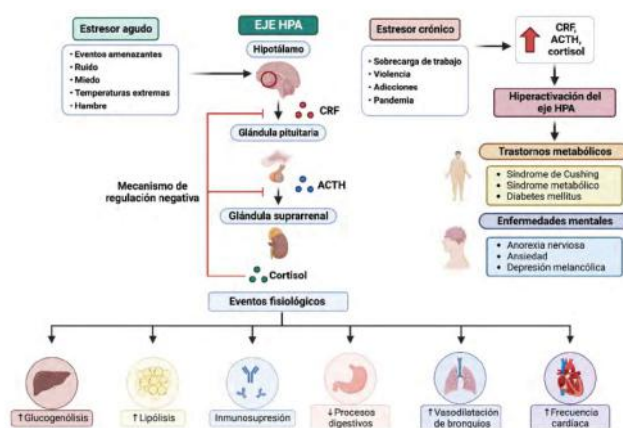 Estresor agudo
• Eventos amenazantes
• Ruido
• Miedo
• Temperaturas extremas
• Hambre
EJE HPA
Hipotálamo
CRF
Glándula pituitaria
ACTH
Glándula suprarrenal
Cortisol
Mecanismo de
regulación negativa
Estresor crónico
• Sobrecarga de trabajo
• Violencia
• Adicciones
• Pandemia
CRF,
ACTH,
cortisol
Hiperactivación del
eje HPA
Trastornos metabólicos
• Síndrome de Cushing
• Síndrome metabólico
• Diabetes mellitus
Enfermedades mentales
• Anorexia nerviosa
• Ansiedad
• Depresión melancólica
Eventos fisiológicos
↑Glucogenólisis
↑Lipólisis
Inmunosupresión
↓Procesos
digestivos
↑Vasodilatación
de bronquios
↑Frecuencia
cardíaca